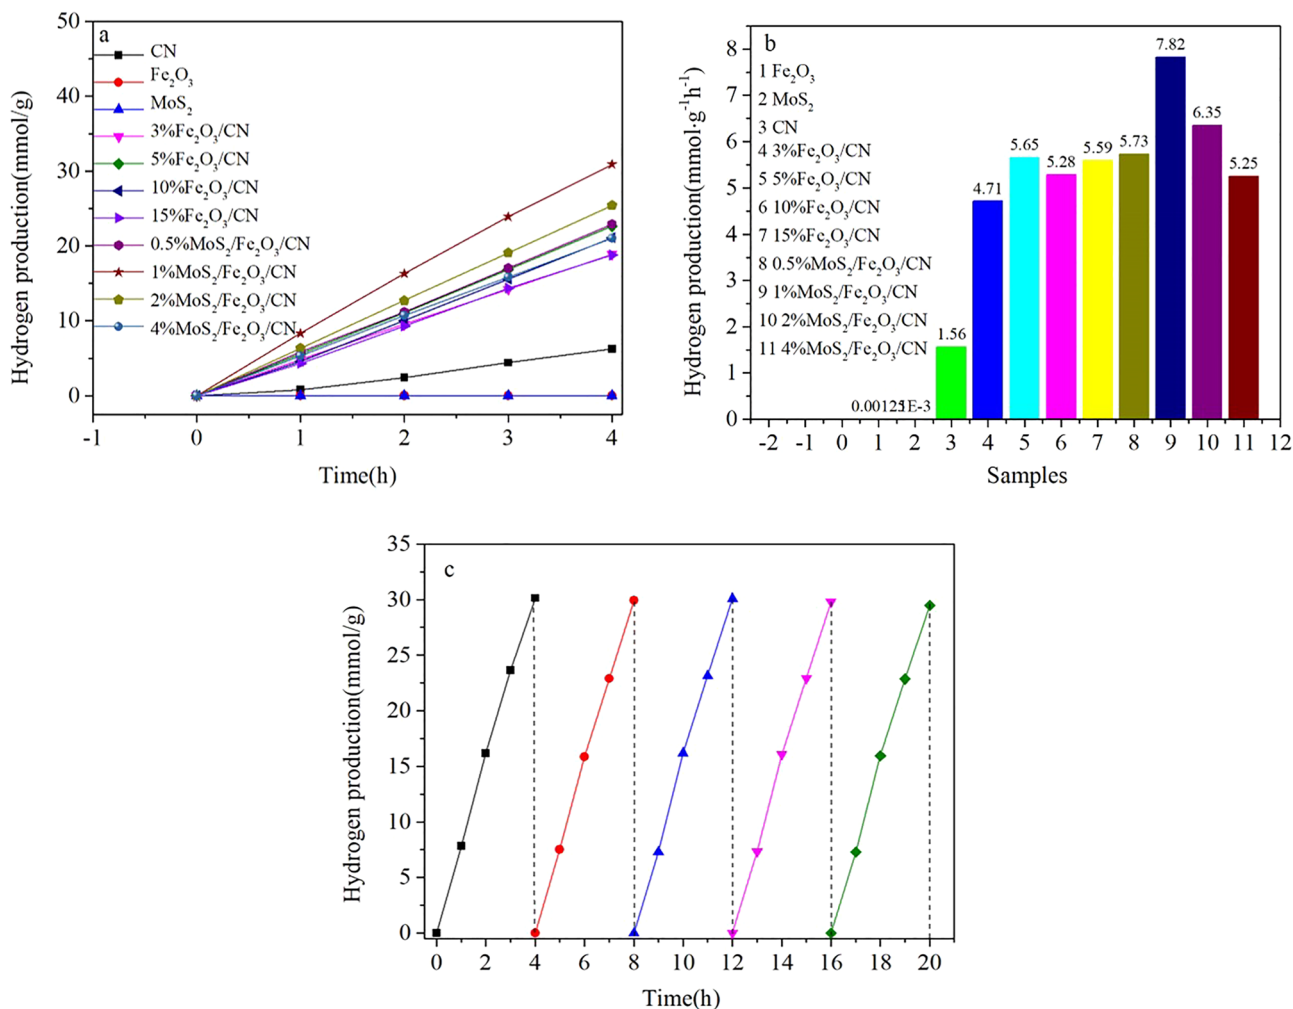 a
50
40
30
20
10
0
-1
0
1
2
3
4
Hydrogen production(mmol/g)
Time(h)
CN
Fe₂O₃
MoS₂
3%Fe₂O₃/CN
5%Fe₂O₃/CN
10%Fe₂O₃/CN
15%Fe₂O₃/CN
0.5%MoS₂/Fe₂O₃/CN
1%MoS₂/Fe₂O₃/CN
2%MoS₂/Fe₂O₃/CN
4%MoS₂/Fe₂O₃/CN
b
8
7
6
5
4
3
2
1
0
Hydrogen production(mmol·g⁻¹h⁻¹)
1 Fe₂O₃
2 MoS₂
3 CN
4 3%Fe₂O₃/CN
5 5%Fe₂O₃/CN
6 10%Fe₂O₃/CN
7 15%Fe₂O₃/CN
8 0.5%MoS₂/Fe₂O₃/CN
9 1%MoS₂/Fe₂O₃/CN
10 2%MoS₂/Fe₂O₃/CN
11 4%MoS₂/Fe₂O₃/CN
1.56
4.71
5.65
5.28
5.59
5.73
7.82
6.35
5.25
-2 -1 0 1 2 3 4 5 6 7 8 9 10 11 12
Samples
c
35
30
25
20
15
10
5
0
Hydrogen production(mmol/g)
0 2 4 6 8 10 12 14 16 18 20
Time(h)